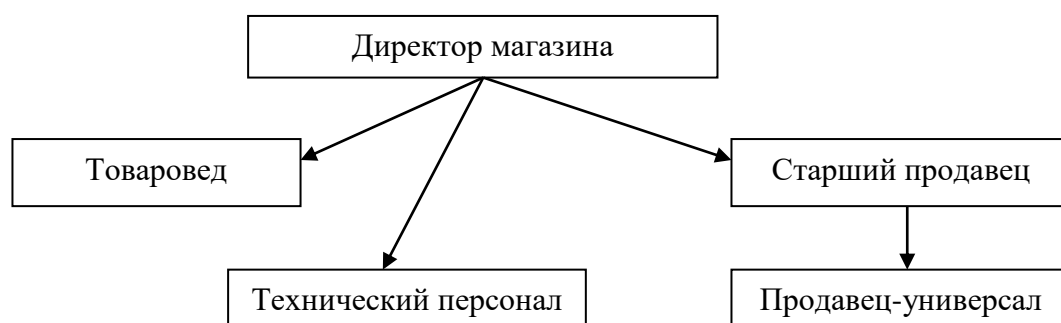 Директор магазина
Товаровед
Старший продавец
Технический персонал
Продавец-универсал